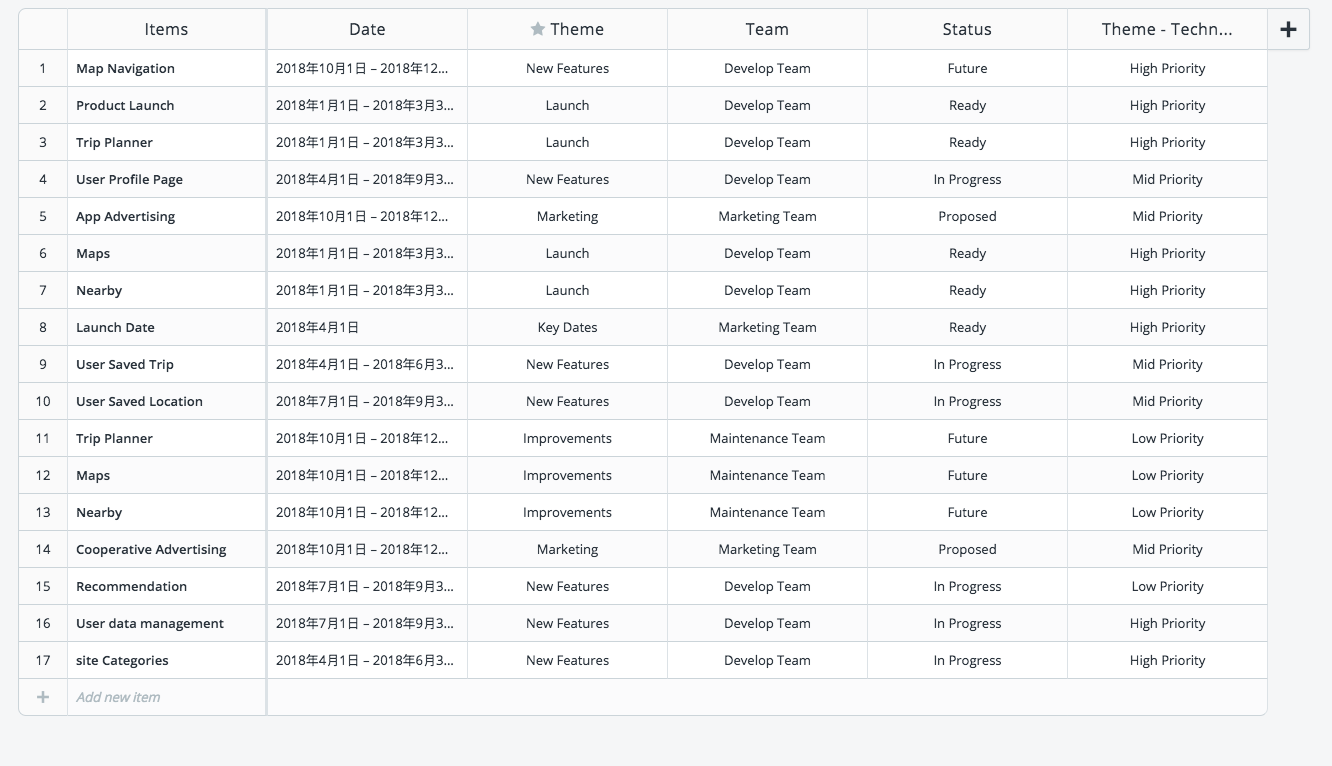 Items Date Theme Team Status Theme - Techn...
1 Map Navigation 2018年10月1日 – 2018年12... New Features Develop Team Future High Priority
2 Product Launch 2018年1月1日 – 2018年3月3... Launch Develop Team Ready High Priority
3 Trip Planner 2018年1月1日 – 2018年3月3... Launch Develop Team Ready High Priority
4 User Profile Page 2018年4月1日 – 2018年9月3... New Features Develop Team In Progress Mid Priority
5 App Advertising 2018年10月1日 – 2018年12... Marketing Marketing Team Proposed Mid Priority
6 Maps 2018年1月1日 – 2018年3月3... Launch Develop Team Ready High Priority
7 Nearby 2018年1月1日 – 2018年3月3... Launch Develop Team Ready High Priority
8 Launch Date 2018年4月1日 Key Dates Marketing Team Ready High Priority
9 User Saved Trip 2018年4月1日 – 2018年6月3... New Features Develop Team In Progress Mid Priority
10 User Saved Location 2018年7月1日 – 2018年9月3... New Features Develop Team In Progress Mid Priority
11 Trip Planner 2018年10月1日 – 2018年12... Improvements Maintenance Team Future Low Priority
12 Maps 2018年10月1日 – 2018年12... Improvements Maintenance Team Future Low Priority
13 Nearby 2018年10月1日 – 2018年12... Improvements Maintenance Team Future Low Priority
14 Cooperative Advertising 2018年10月1日 – 2018年12... Marketing Marketing Team Proposed Mid Priority
15 Recommendation 2018年7月1日 – 2018年9月3... New Features Develop Team In Progress Low Priority
16 User data management 2018年7月1日 – 2018年9月3... New Features Develop Team In Progress High Priority
17 site Categories 2018年4月1日 – 2018年6月3... New Features Develop Team In Progress High Priority
+ Add new item